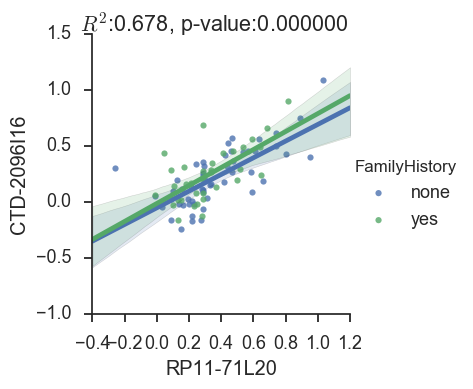 R²:0.678, p-value:0.000000
1.5
1.0
0.5
0.0
−0.5
−1.0
CTD-2096I16
FamilyHistory
none
yes
−0.4 −0.2 0.0 0.2 0.4 0.6 0.8 1.0 1.2
RP11-71L20